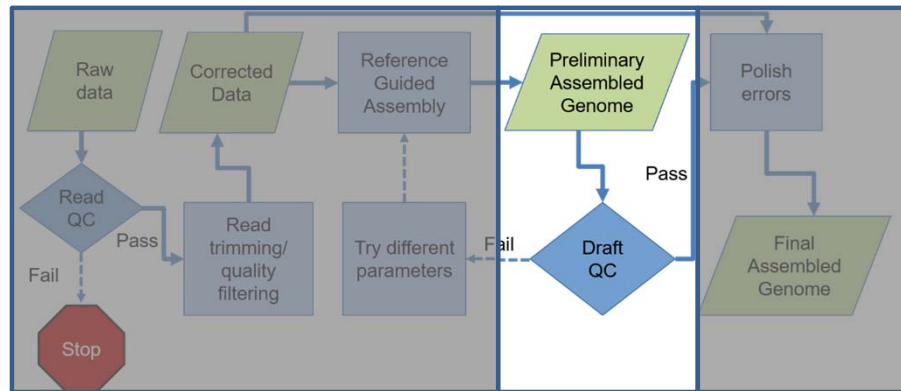 Raw
data
Corrected
Data
Reference
Guided
Assembly
Preliminary
Assembled
Genome
Polish
errors
Pass
Read
QC
Pass
Read
trimming/
quality
filtering
Try different
parameters
Fail
Draft
QC
Final
Assembled
Genome
Fail
Stop